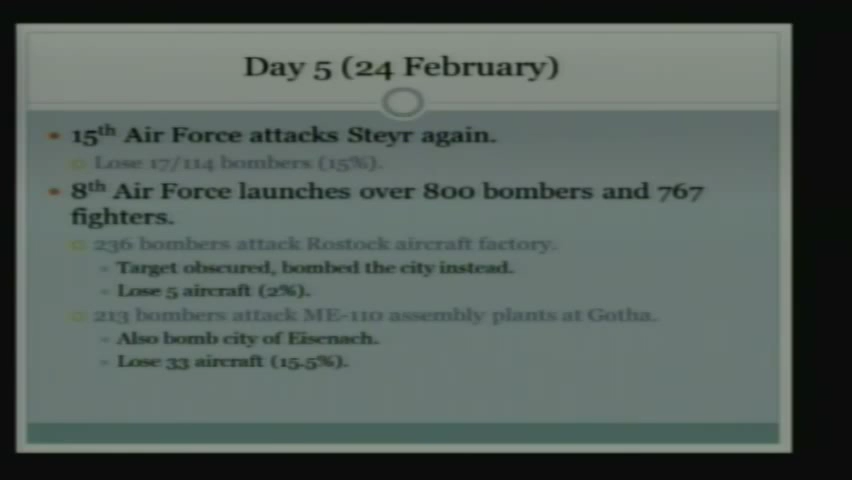 Day 5 (24 February)
15th Air Force attacks Steyr again.
Lose 17/114 bombers (15%).
8th Air Force launches over 800 bombers and 767
fighters.
236 bombers attack Rostock aircraft factory.
Target obscured, bombed the city instead.
Lose 5 aircraft (2%).
213 bombers attack ME-110 assembly plants at Gotha.
Also bomb city of Eisenach.
Lose 33 aircraft (15.5%).